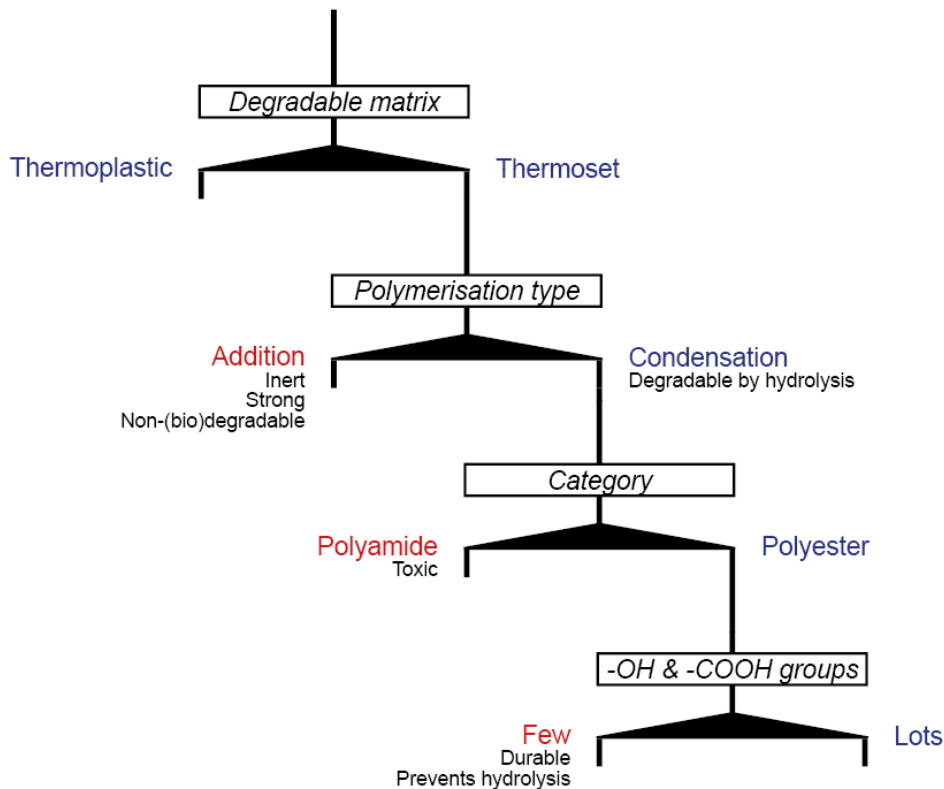 Degradable matrix
Thermoplastic
Thermoset
Polymerisation type
Addition
Inert
Strong
Non-(bio)degradable
Condensation
Degradable by hydrolysis
Category
Polyamide
Toxic
Polyester
-OH & -COOH groups
Few
Durable
Prevents hydrolysis
Lots